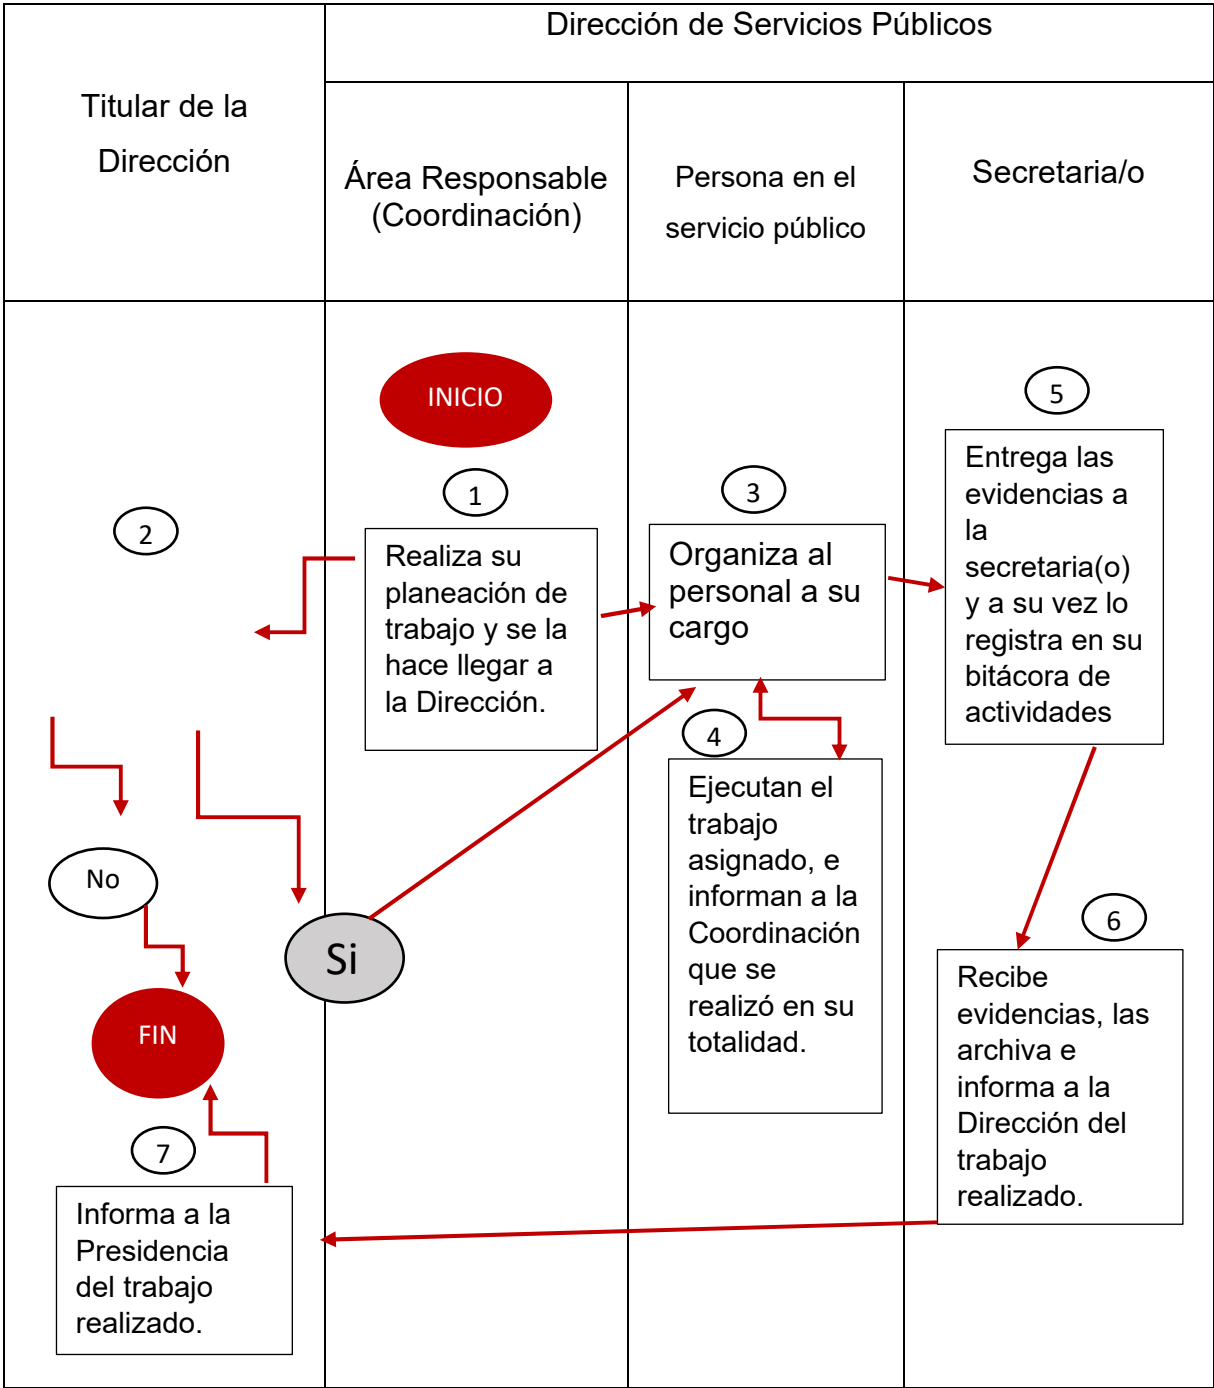 Dirección de Servicios Públicos
Titular de la
Dirección
Área Responsable
(Coordinación)
Persona en el
servicio público
Secretaria/o
INICIO
1
Realiza su
planeación de
trabajo y se la
hace llegar a
la Dirección.
2
No
Si
FIN
3
Organiza al
personal a su
cargo
4
Ejecutan el
trabajo
asignado, e
informan a la
Coordinación
que se
realizó en su
totalidad.
5
Entrega las
evidencias a
la
secretaria(o)
y a su vez lo
registra en su
bitácora de
actividades
6
Recibe
evidencias, las
archiva e
informa a la
Dirección del
trabajo
realizado.
7
Informa a la
Presidencia
del trabajo
realizado.